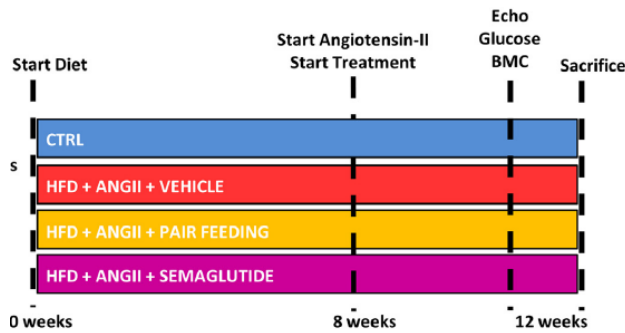 Echo
Glucose
BMC
Start Angiotensin-II
Start Treatment
Start Diet
Sacrifice
CTRL
s
HFD + ANGII + VEHICLE
HFD + ANGII + PAIR FEEDING
HFD + ANGII + SEMAGLUTIDE
0 weeks
8 weeks
12 weeks